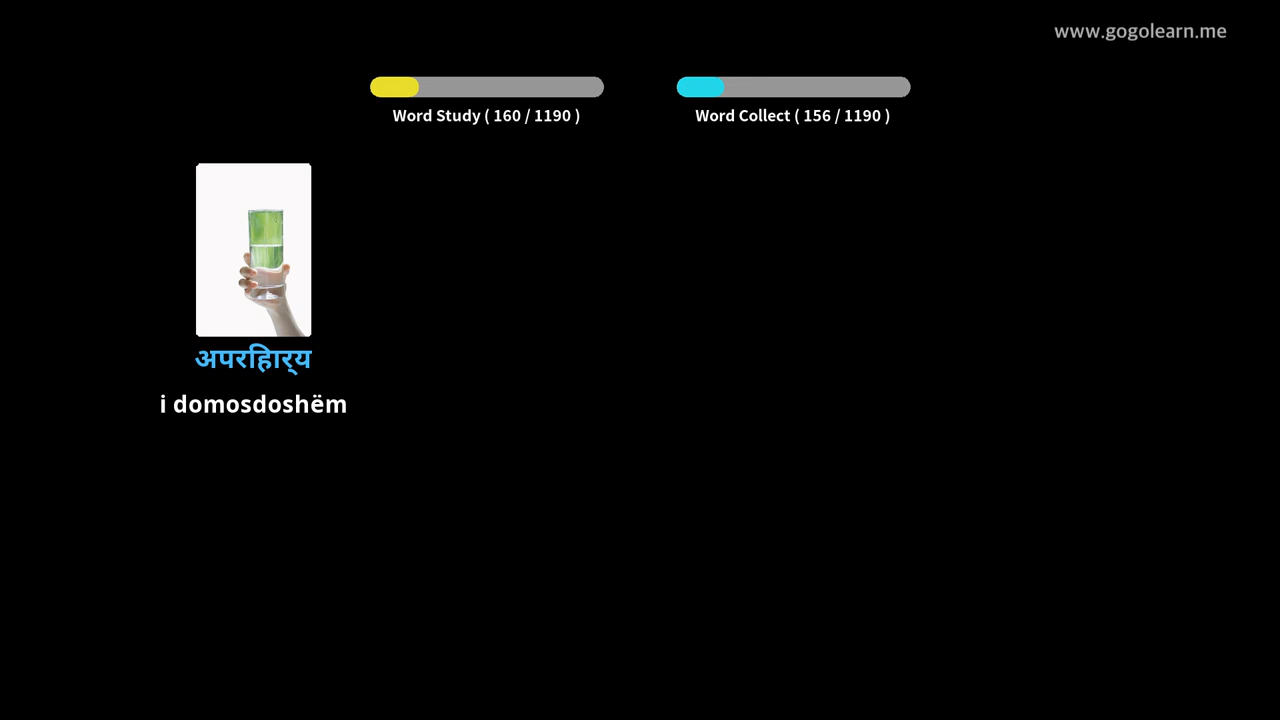 www.gogolearn.me
Word Study ( 160 / 1190 )
Word Collect ( 156 / 1190 )
अपरिहार्य
i domosdoshëm